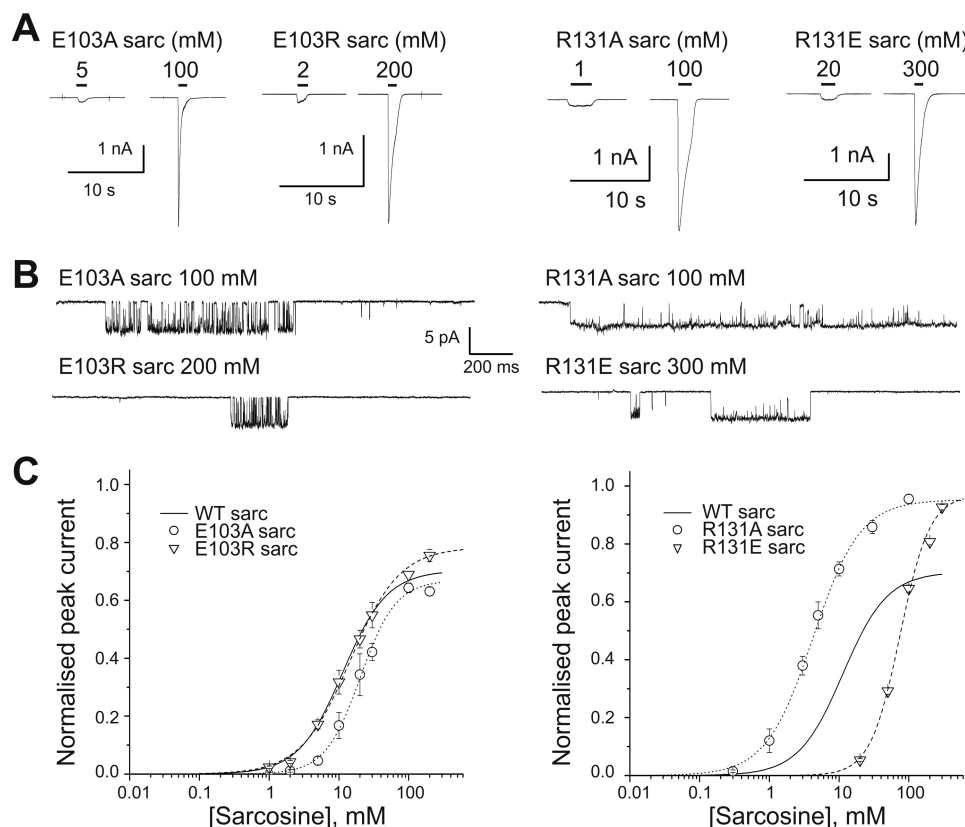 A
E103A sarc (mM)
5
100
1 nA
10 s
E103R sarc (mM)
2
200
1 nA
10 s
R131A sarc (mM)
1
100
1 nA
10 s
R131E sarc (mM)
20
300
1 nA
10 s
B
E103A sarc 100 mM
E103R sarc 200 mM
5 pA
200 ms
R131A sarc 100 mM
R131E sarc 300 mM
C
Normalised peak current
1.0
0.8
0.6
0.4
0.2
0.0
WT sarc
E103A sarc
E103R sarc
0.01
0.1
1
10
100
[Sarcosine], mM
Normalised peak current
1.0
0.8
0.6
0.4
0.2
0.0
WT sarc
R131A sarc
R131E sarc
0.01
0.1
1
10
100
[Sarcosine], mM